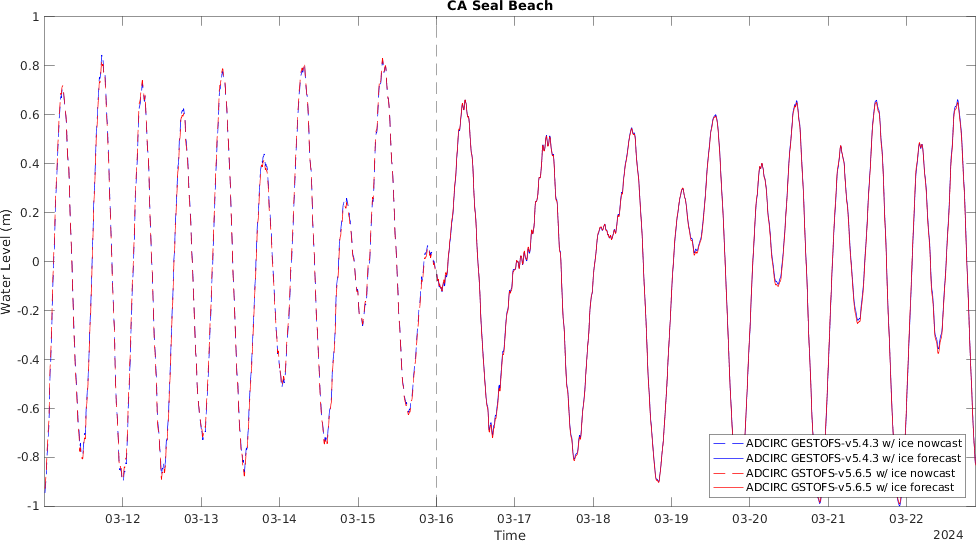 CA Seal Beach
1
0.8
0.6
0.4
0.2
0
-0.2
-0.4
-0.6
-0.8
-1
Water Level (m)
ADCIRC GESTOFS-v5.4.3 w/ ice nowcast
ADCIRC GESTOFS-v5.4.3 w/ ice forecast
ADCIRC GSTOFS-v5.6.5 w/ ice nowcast
ADCIRC GSTOFS-v5.6.5 w/ ice forecast
03-12 03-13 03-14 03-15 03-16 03-17 03-18 03-19 03-20 03-21 03-22
Time
2024